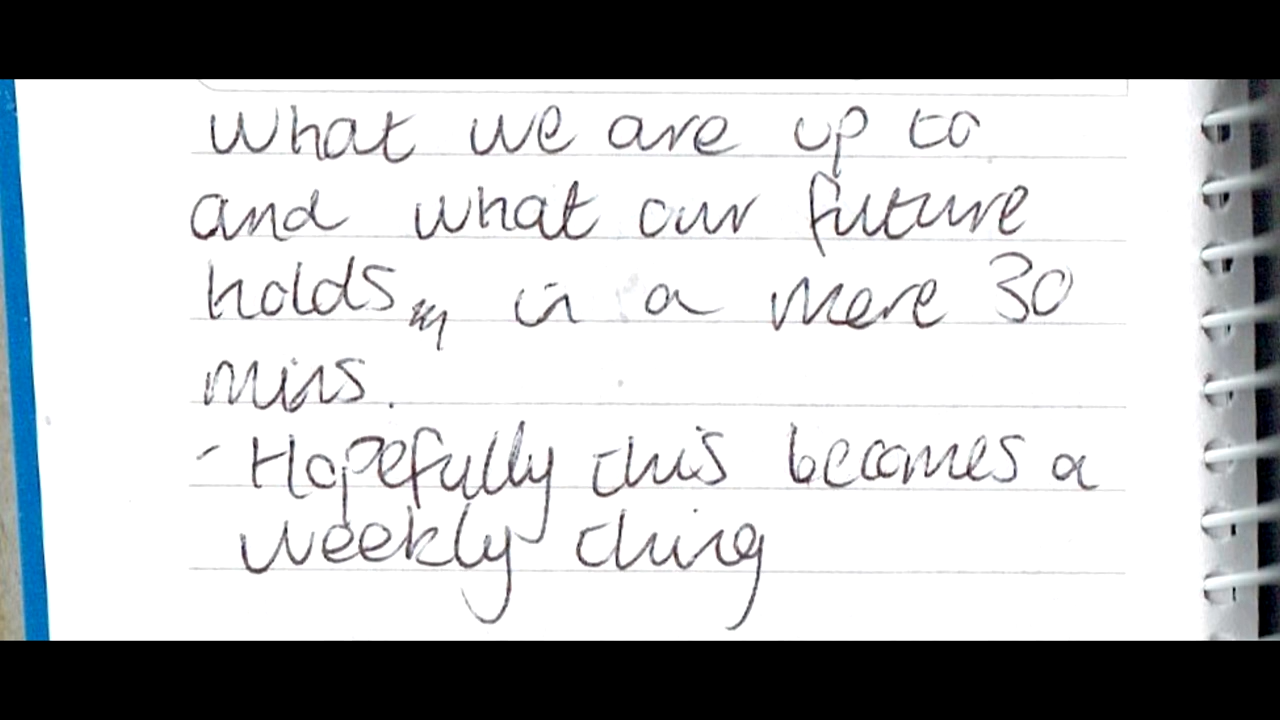 what we are up to
and what our future
holds, in a mere 30
mins.
- Hopefully this becomes a
weekly thing